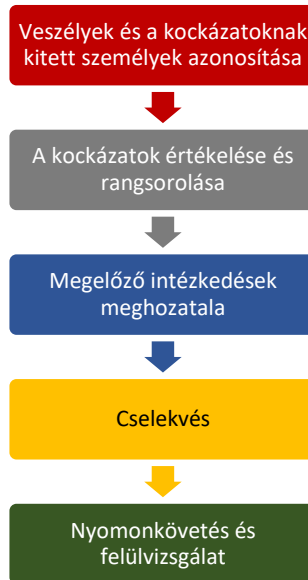 Veszélyek és a kockázatoknak
kitett személyek azonosítása
A kockázatok értékelése és
rangsorolása
Megelőző intézkedések
meghozatala
Cselekvés
Nyomonkövetés és
felülvizsgálat